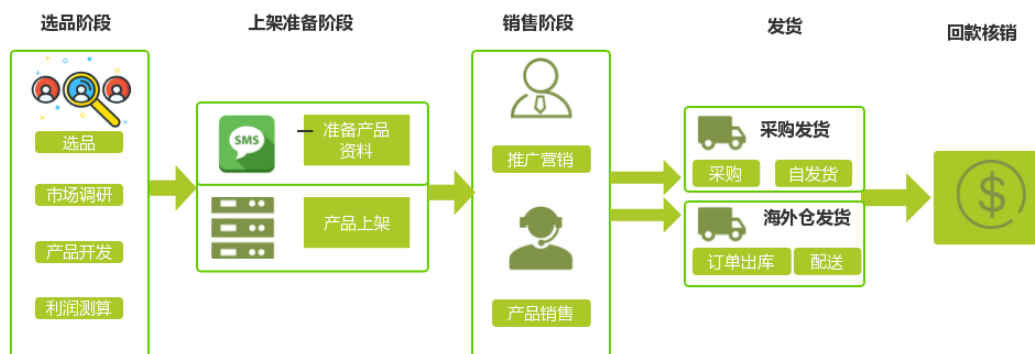 选品阶段
上架准备阶段
销售阶段
发货
回款核销
选品
市场调研
产品开发
利润测算
SMS
准备产品
资料
产品上架
推广营销
产品销售
采购发货
采购
自发货
海外仓发货
订单出库
配送
$